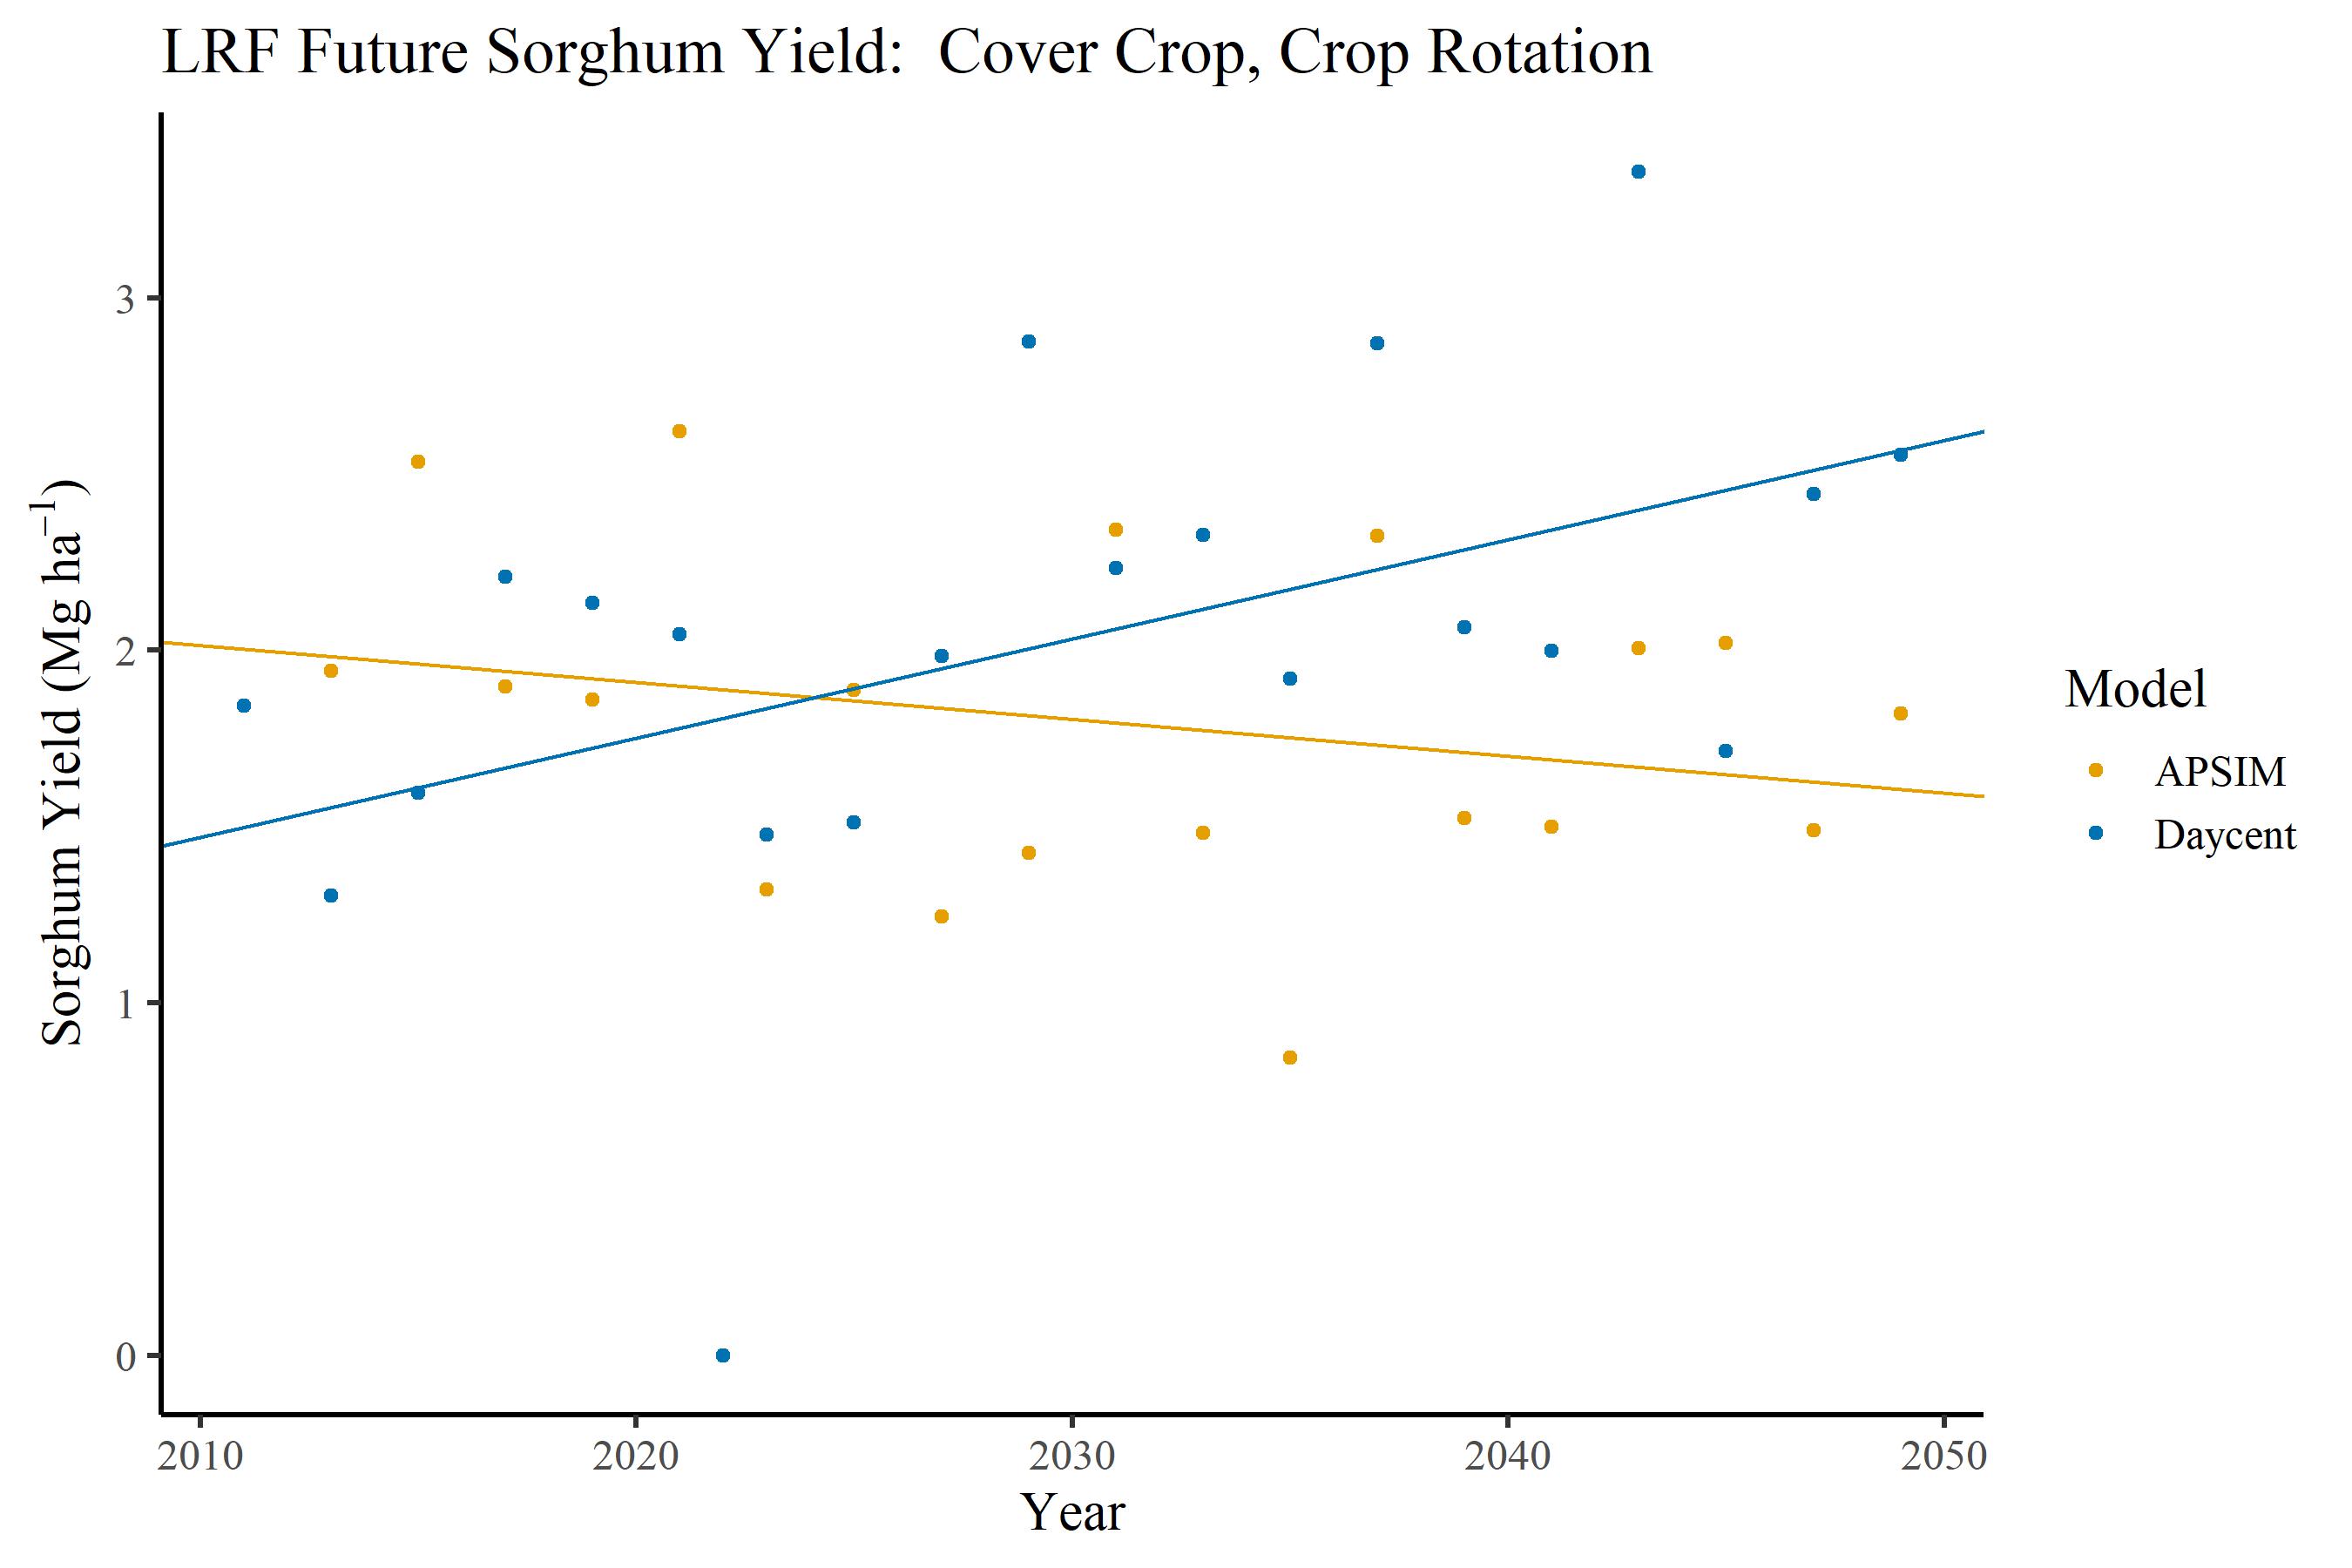 LRF Future Sorghum Yield:  Cover Crop, Crop Rotation
Sorghum Yield (Mg ha⁻¹)
3
2
1
0
2010 2020 2030 2040 2050
Year
Model
APSIM
Daycent